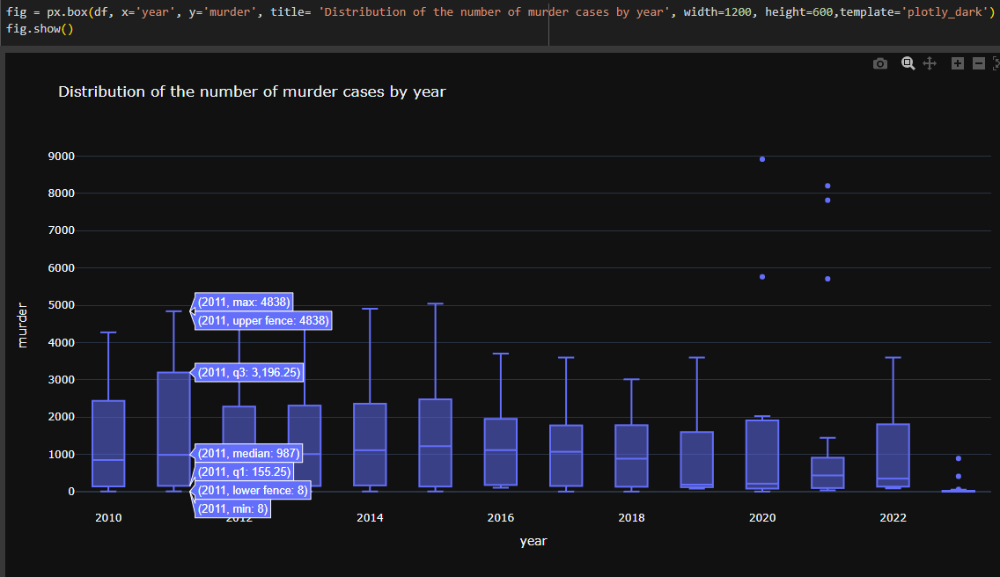 fig = px.box(df, x='year', y='murder', title= 'Distribution of the number of murder cases by year', width=1200, height=600,template='plotly_dark')
fig.show()
Distribution of the number of murder cases by year
9000
8000
7000
6000
5000
4000
3000
2000
1000
0
murder
(2011, max: 4838)
(2011, upper fence: 4838)
(2011, q3: 3,196.25)
(2011, median: 987)
(2011, q1: 155.25)
(2011, lower fence: 8)
(2011, min: 8)
2010 2012 2014 2016 2018 2020 2022
year